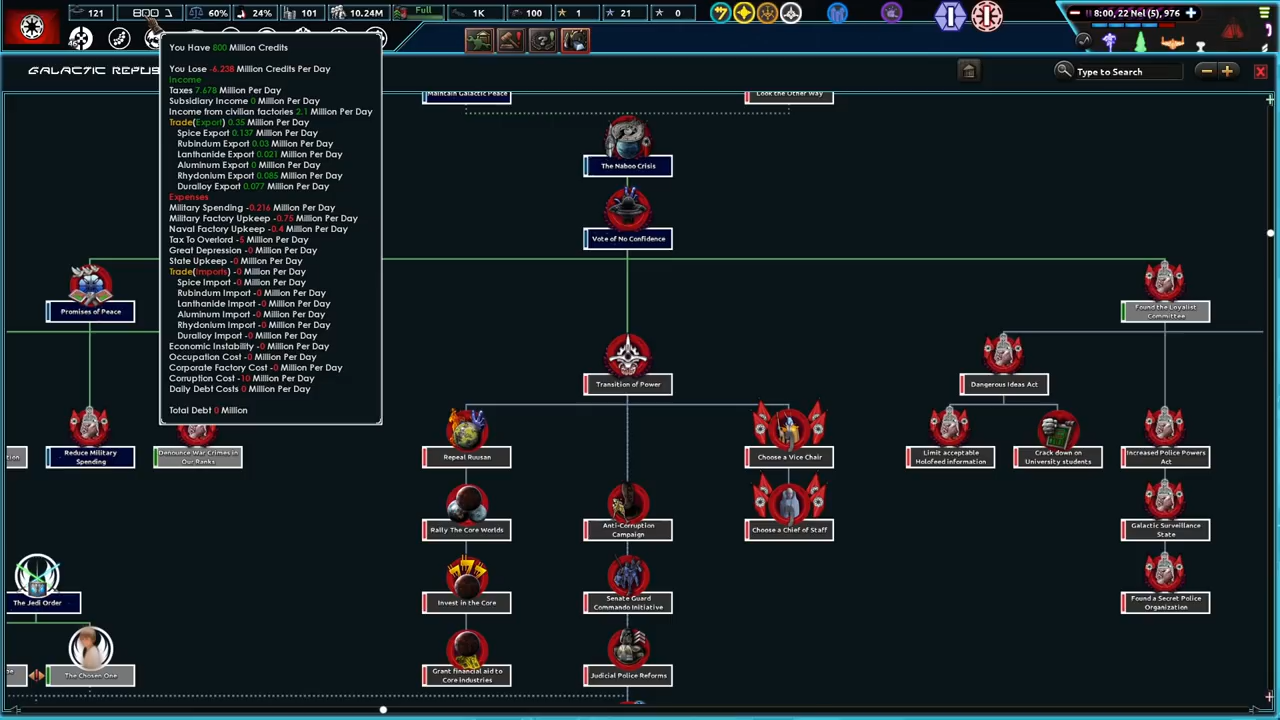 121
800
60%
24%
101
10.24M
Full
1K
100
1
21
0
8:00, 22 Nel (5), 976
You Have 800 Million Credits
You Lose -6.238 Million Credits Per Day
Income
Taxes 7.678 Million Per Day
Subsidiary Income 0 Million Per Day
Income from civilian factories 2.1 Million Per Day
Trade(Export) 0.35 Million Per Day
Spice Export 0.137 Million Per Day
Rubindum Export 0.03 Million Per Day
Lanthanide Export 0.021 Million Per Day
Aluminum Export 0 Million Per Day
Rhydonium Export 0.085 Million Per Day
Duralloy Export 0.077 Million Per Day
Expenses
Military Spending -0.216 Million Per Day
Military Factory Upkeep -0.75 Million Per Day
Naval Factory Upkeep -0.4 Million Per Day
Tax To Overlord -5 Million Per Day
Great Depression -0 Million Per Day
State Upkeep -0 Million Per Day
Trade(Imports) -0 Million Per Day
Spice Import -0 Million Per Day
Rubindum Import -0 Million Per Day
Lanthanide Import -0 Million Per Day
Aluminum Import -0 Million Per Day
Rhydonium Import -0 Million Per Day
Duralloy Import -0 Million Per Day
Economic Instability -0 Million Per Day
Occupation Cost -0 Million Per Day
Corporate Factory Cost -0 Million Per Day
Corruption Cost -10 Million Per Day
Daily Debt Costs 0 Million Per Day
Total Debt 0 Million
Galactic Repus
Type to Search
Maintain Galactic Peace
Look the Other Way
The Naboo Crisis
Vote of No Confidence
Promises of Peace
Found the Loyalist
Committee
Transition of Power
Dangerous Ideas Act
Reduce Military
Spending
Denounce War Crimes in
Our Ranks
Repeal Ruusan
Choose a Vice Chair
Limit acceptable
Holofeed information
Crack down on
University students
Increased Police Powers
Act
Rally The Core Worlds
Anti-Corruption
Campaign
Choose a Chief of Staff
Galactic Surveillance
State
The Jedi Order
Invest in the Core
Senate Guard
Commando Initiative
Found a Secret Police
Organization
The Chosen One
Grant financial aid to
Core Industries
Judicial Police Reforms